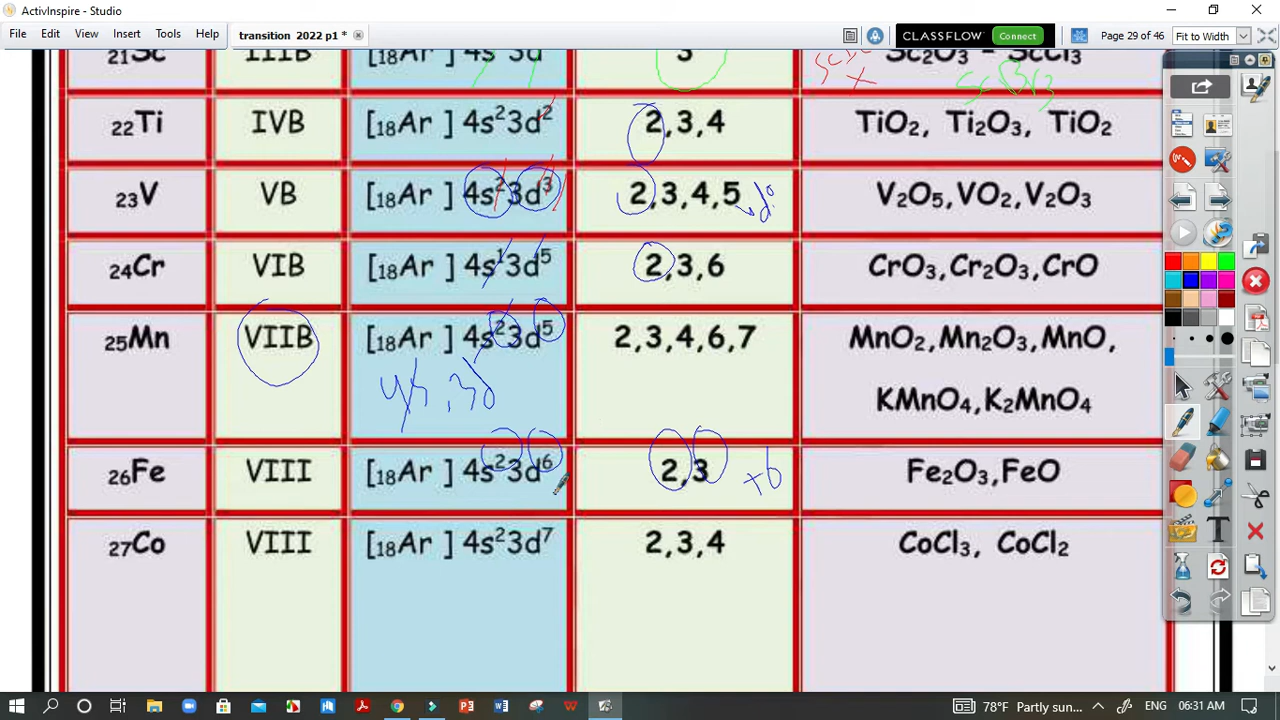 ActivInspire - Studio
File Edit View Insert Tools Help transition 2022 p1 * CLASSFLOW Connect Page 29 of 46 Fit to Width
21Sc IIIB [18Ar ] 4s2 3d 3 Sc2O3 – ScCl3
x ScBr3
22Ti IVB [18Ar ] 4s²3d² 2,3,4 TiO2, Ti2O3, TiO2
23V VB [18Ar ] 4s²3d³ 2,3,4,5 V2O5,VO2,V2O3
24Cr VIB [18Ar ] 4s¹3d⁵ 2,3,6 CrO3,Cr2O3,CrO
25Mn VIIB [18Ar ] 4s²3d⁵ 2,3,4,6,7 MnO2,Mn2O3,MnO,
4s,3d KMnO4,K2MnO4
26Fe VIII [18Ar ] 4s²3d⁶ 2,3 +6 Fe2O3,FeO
27Co VIII [18Ar ] 4s²3d⁷ 2,3,4 CoCl3, CoCl2
78°F Partly sun... ENG 06:31 AM